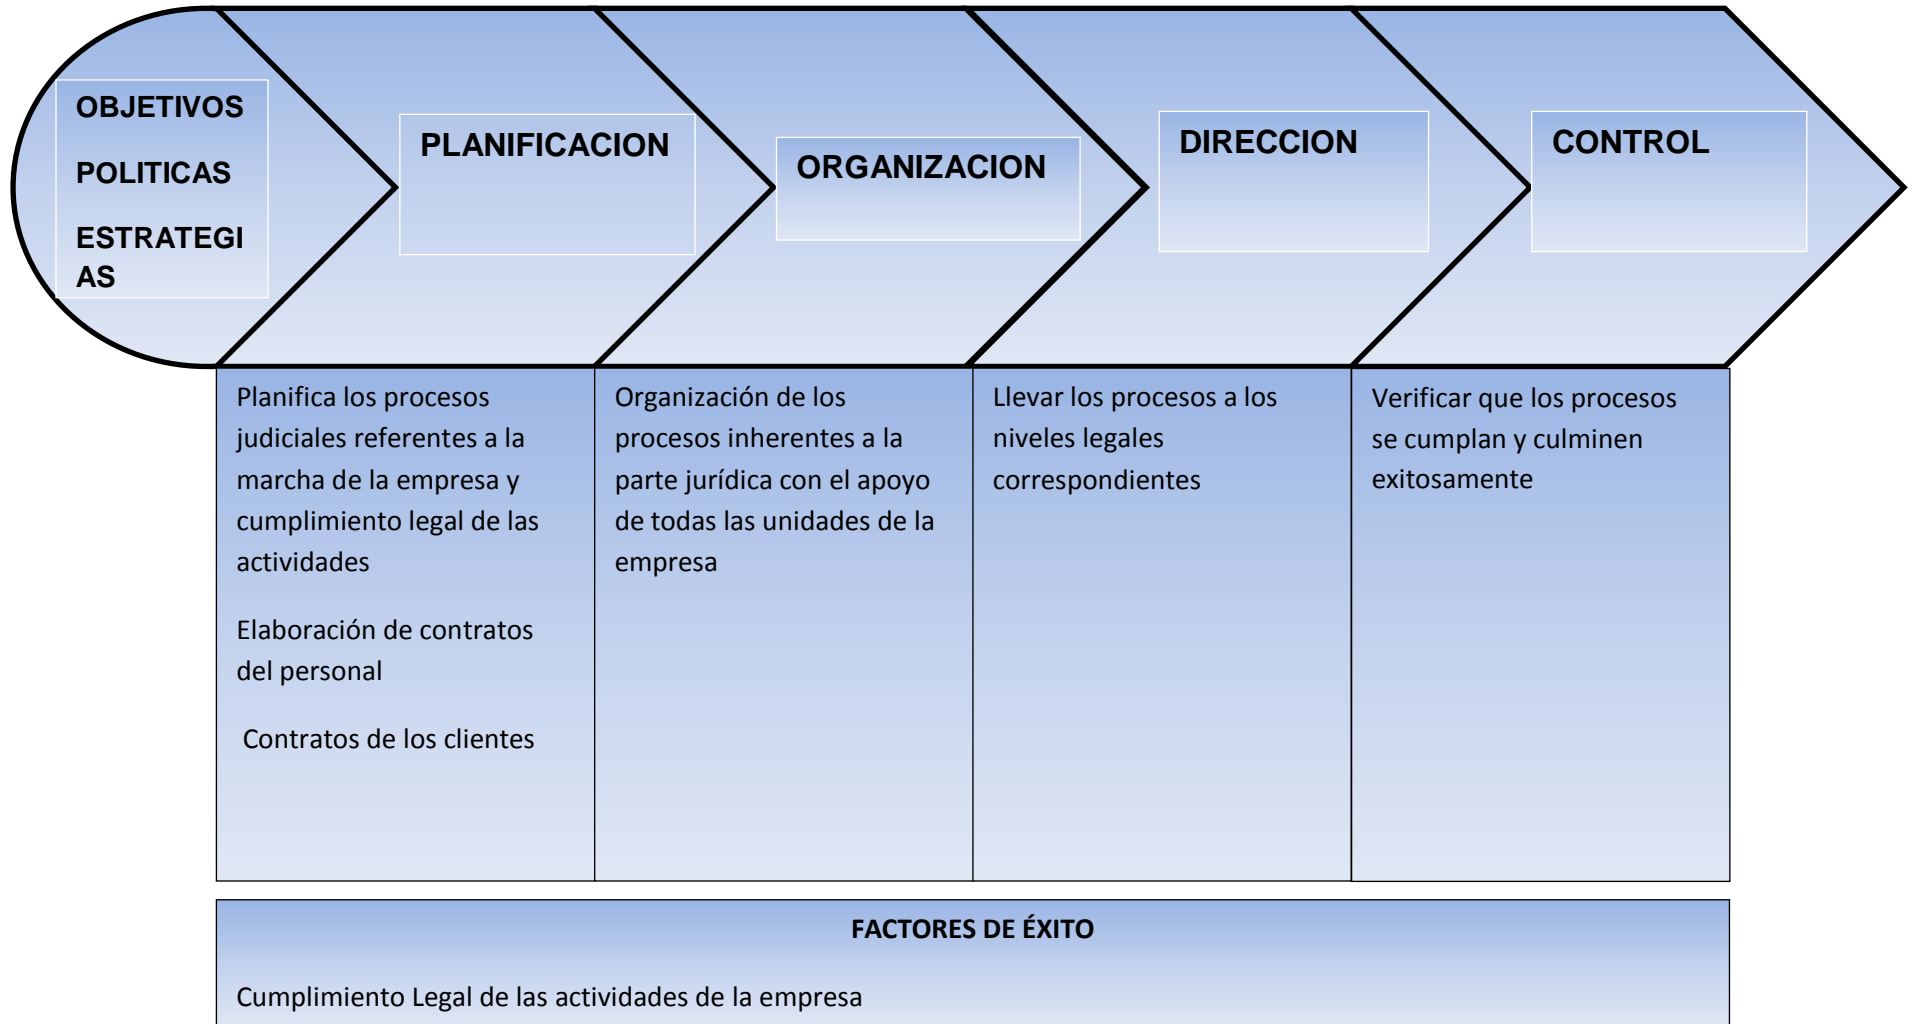 OBJETIVOS
POLITICAS
ESTRATEGI
AS
PLANIFICACION
ORGANIZACION
DIRECCION
CONTROL
Planifica los procesos
judiciales referentes a la
marcha de la empresa y
cumplimiento legal de las
actividades
Elaboración de contratos
del personal
Contratos de los clientes
Organización de los
procesos inherentes a la
parte jurídica con el apoyo
de todas las unidades de la
empresa
Llevar los procesos a los
niveles legales
correspondientes
Verificar que los procesos
se cumplan y culminen
exitosamente
FACTORES DE ÉXITO
Cumplimiento Legal de las actividades de la empresa